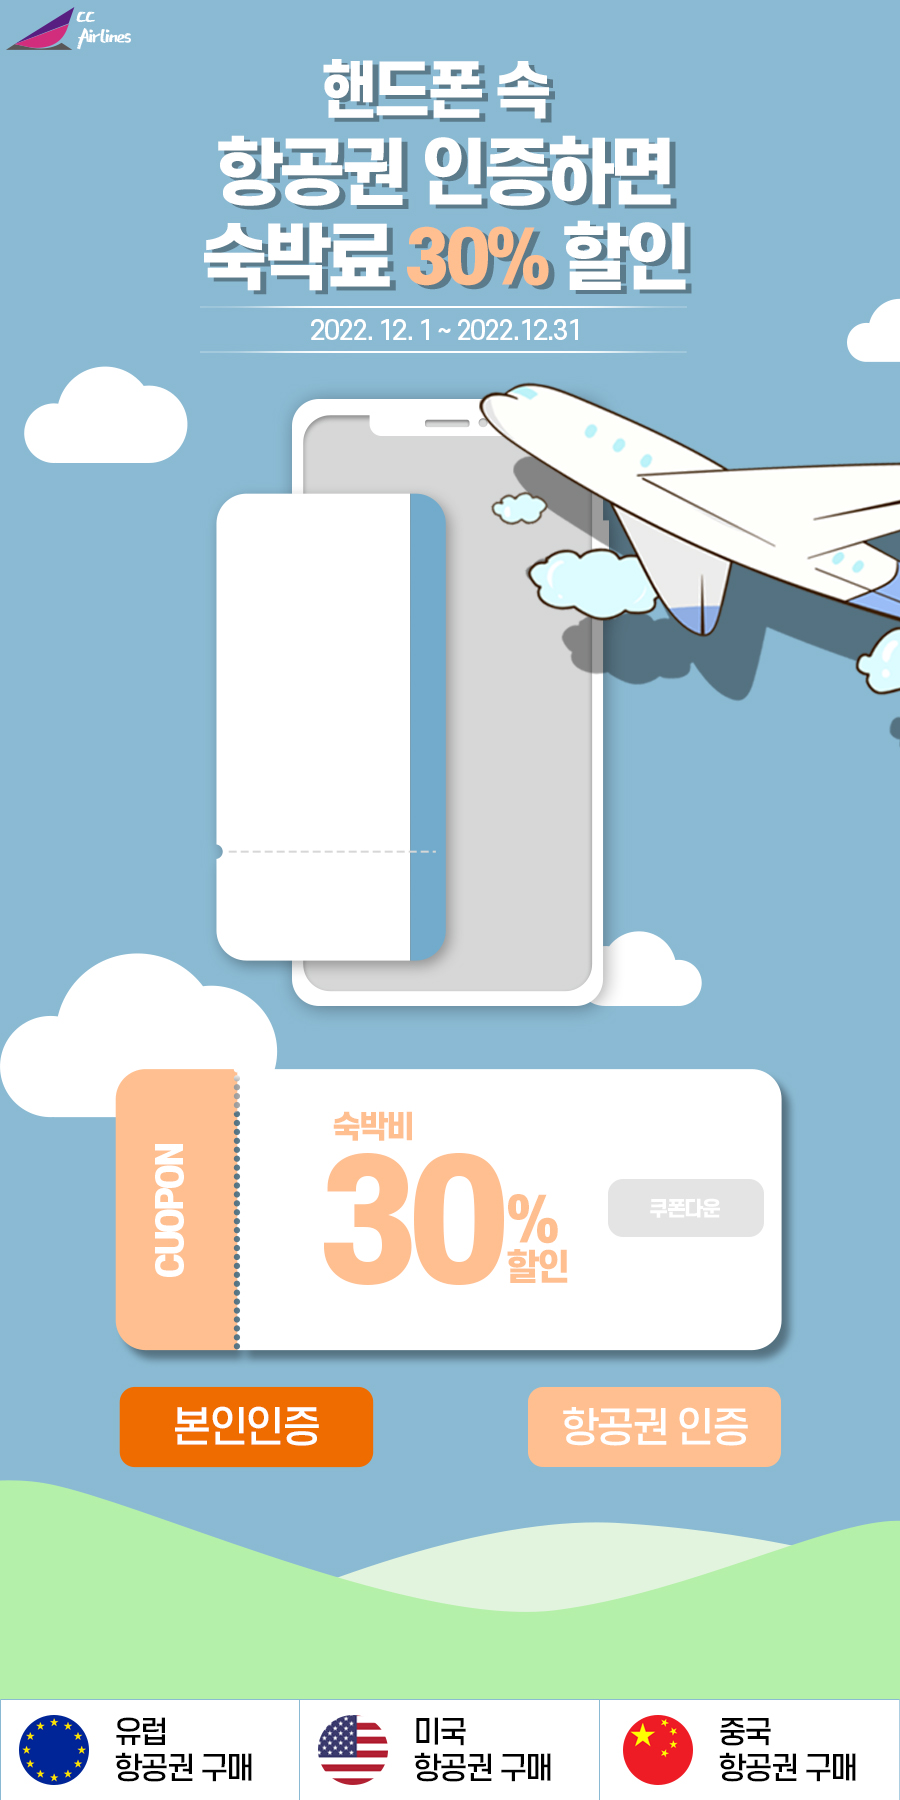 CC
Airlines
핸드폰 속
항공권 인증하면
숙박료 30% 할인
2022. 12. 1 ~ 2022.12.31
CUOPON
숙박비
30%
할인
쿠폰다운
본인인증
항공권 인증
유럽
항공권 구매
미국
항공권 구매
중국
항공권 구매